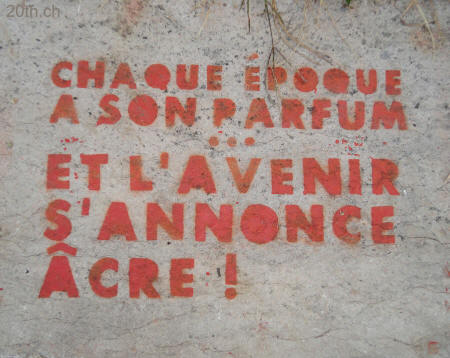 20th.ch
CHAQUE ÉPOQUE
A SON PARFUM
...
ET L'AVENIR
S'ANNONCE
ÂCRE !